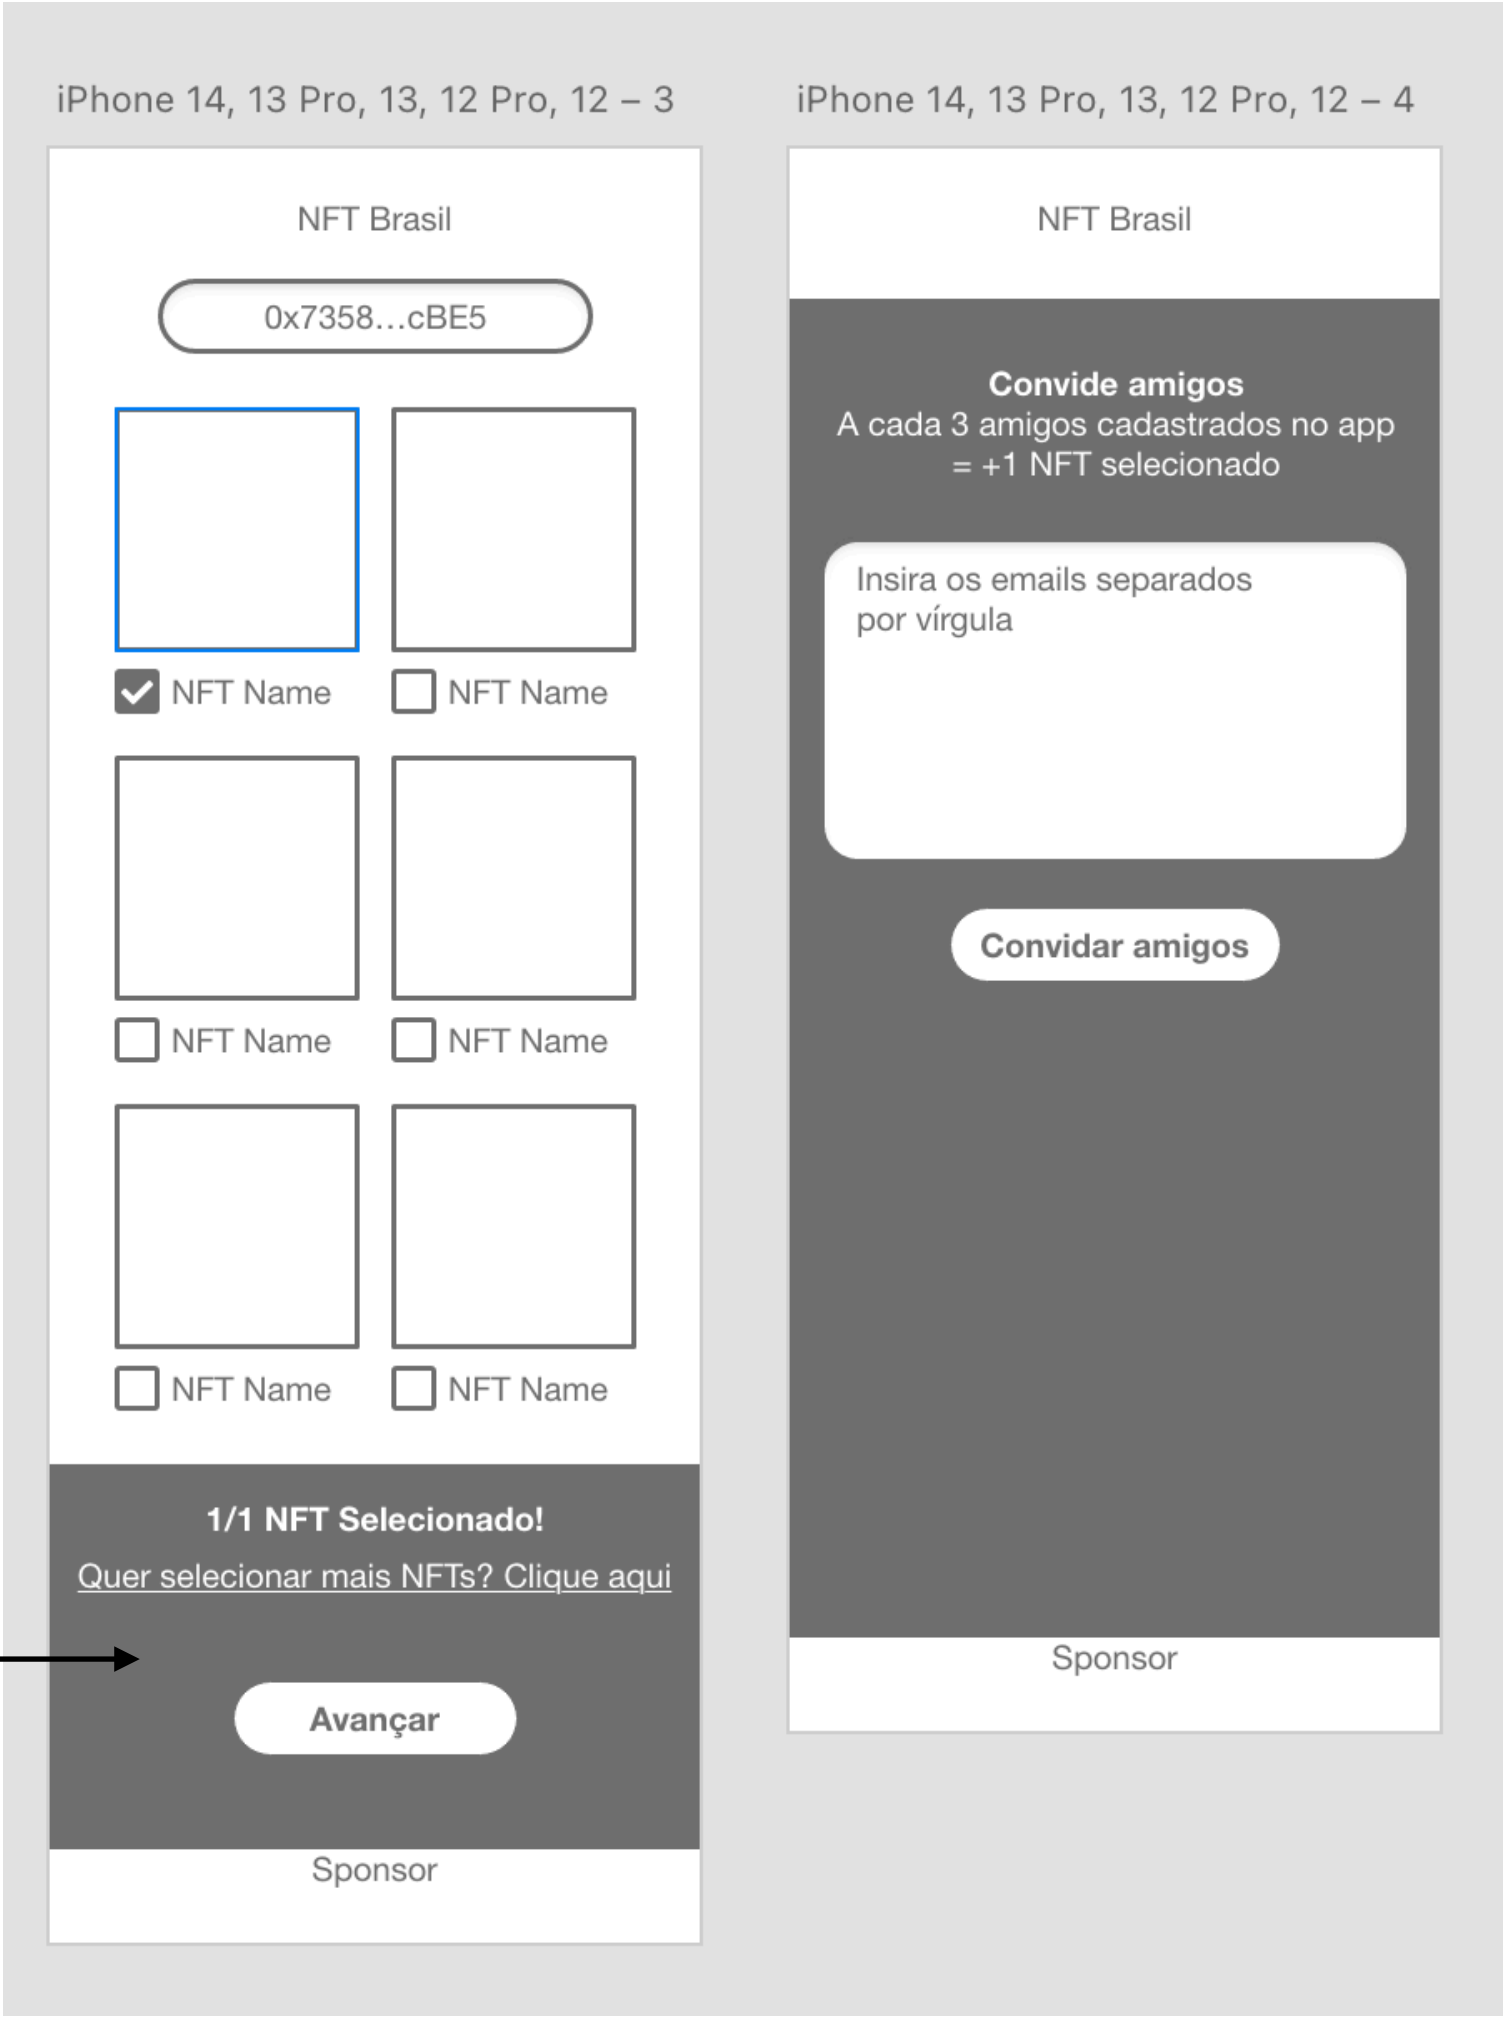 iPhone 14, 13 Pro, 13, 12 Pro, 12 – 3
NFT Brasil
0x7358...cBE5
NFT Name
NFT Name
NFT Name
NFT Name
NFT Name
NFT Name
1/1 NFT Selecionado!
Quer selecionar mais NFTs? Clique aqui
Avançar
Sponsor
iPhone 14, 13 Pro, 13, 12 Pro, 12 – 4
NFT Brasil
Convide amigos
A cada 3 amigos cadastrados no app
= +1 NFT selecionado
Insira os emails separados
por vírgula
Convidar amigos
Sponsor